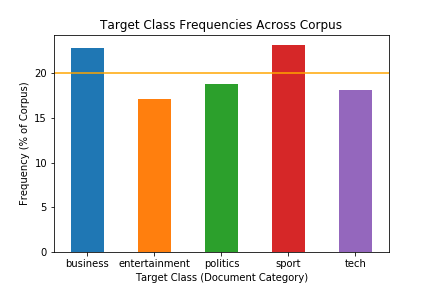 Target Class Frequencies Across Corpus
Frequency (% of Corpus)
20
15
10
5
0
business entertainment politics sport tech
Target Class (Document Category)